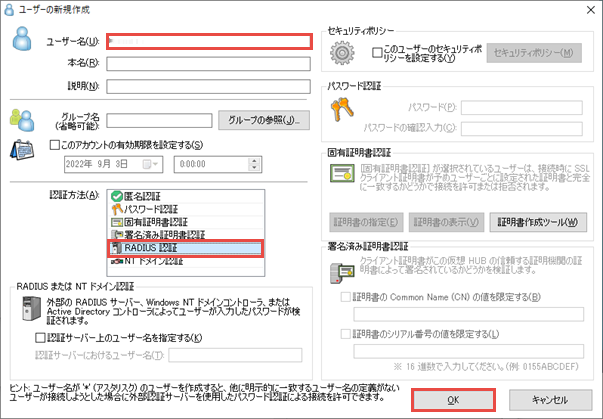 ユーザーの新規作成
ユーザー名(U):
本名(R):
説明(N):
グループ名
(省略可能):
グループの参照(J)...
このアカウントの有効期限を設定する(S)
2022年 9月 3日
0:00:00
認証方法(A):
匿名認証
パスワード認証
固有証明書認証
署名済み証明書認証
RADIUS 認証
NT ドメイン認証
RADIUS または NT ドメイン認証
外部の RADIUS サーバー、Windows NT ドメインコントローラ、または
Active Directory コントローラによってユーザーが入力したパスワードが検
証されます。
認証サーバー上のユーザー名を指定する(K)
認証サーバーにおけるユーザー名(T):
セキュリティポリシー
このユーザーのセキュリティポ
リシーを設定する(Y)
セキュリティポリシー(M)
パスワード認証
パスワード(P):
パスワードの確認入力(C):
固有証明書認証
[固有証明書認証] が選択されているユーザーは、接続時に SSL
クライアント証明書が予めユーザーごとに設定された証明書と完全
に一致するかどうかで接続を許可または拒否されます。
証明書の指定(E)
証明書の表示(V)
証明書作成ツール(W)
署名済み証明書認証
クライアント証明書がこの仮想 HUB の信頼する証明機関の証
明書によって署名されているかどうかを検証します。
証明書の Common Name (CN) の値を限定する(B)
証明書のシリアル番号の値を限定する(L)
※ 16 進数で入力してください。(例: 0155ABCDEF)
ヒント: ユーザー名が '*' (アスタリスク) のユーザーを作成すると、他に明示的に一致するユーザー名の定義がない
ユーザーが接続しようとした場合に外部認証サーバーを使用したパスワード認証による接続を許可できます。
OK
キャンセル